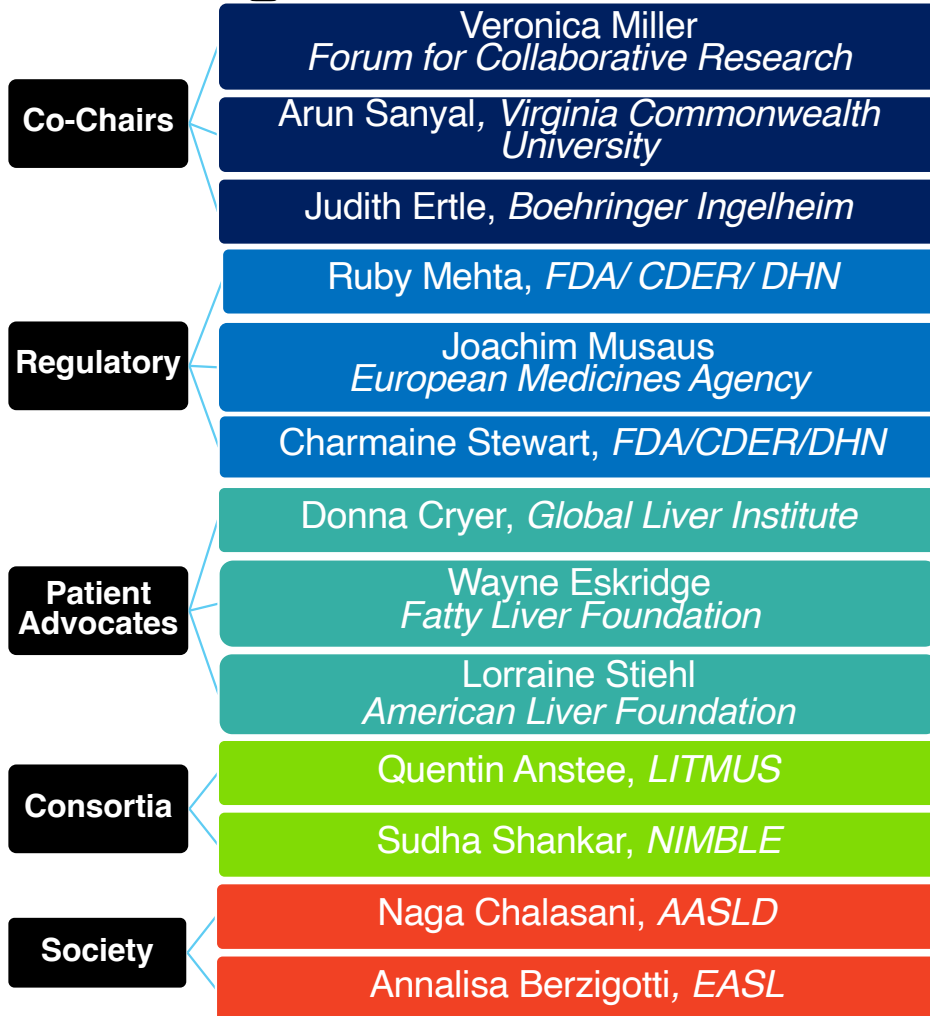 Co-Chairs
Veronica Miller
Forum for Collaborative Research
Arun Sanyal, Virginia Commonwealth
University
Judith Ertle, Boehringer Ingelheim
Regulatory
Ruby Mehta, FDA/ CDER/ DHN
Joachim Musaus
European Medicines Agency
Charmaine Stewart, FDA/CDER/DHN
Patient
Advocates
Donna Cryer, Global Liver Institute
Wayne Eskridge
Fatty Liver Foundation
Lorraine Stiehl
American Liver Foundation
Consortia
Quentin Anstee, LITMUS
Sudha Shankar, NIMBLE
Society
Naga Chalasani, AASLD
Annalisa Berzigotti, EASL